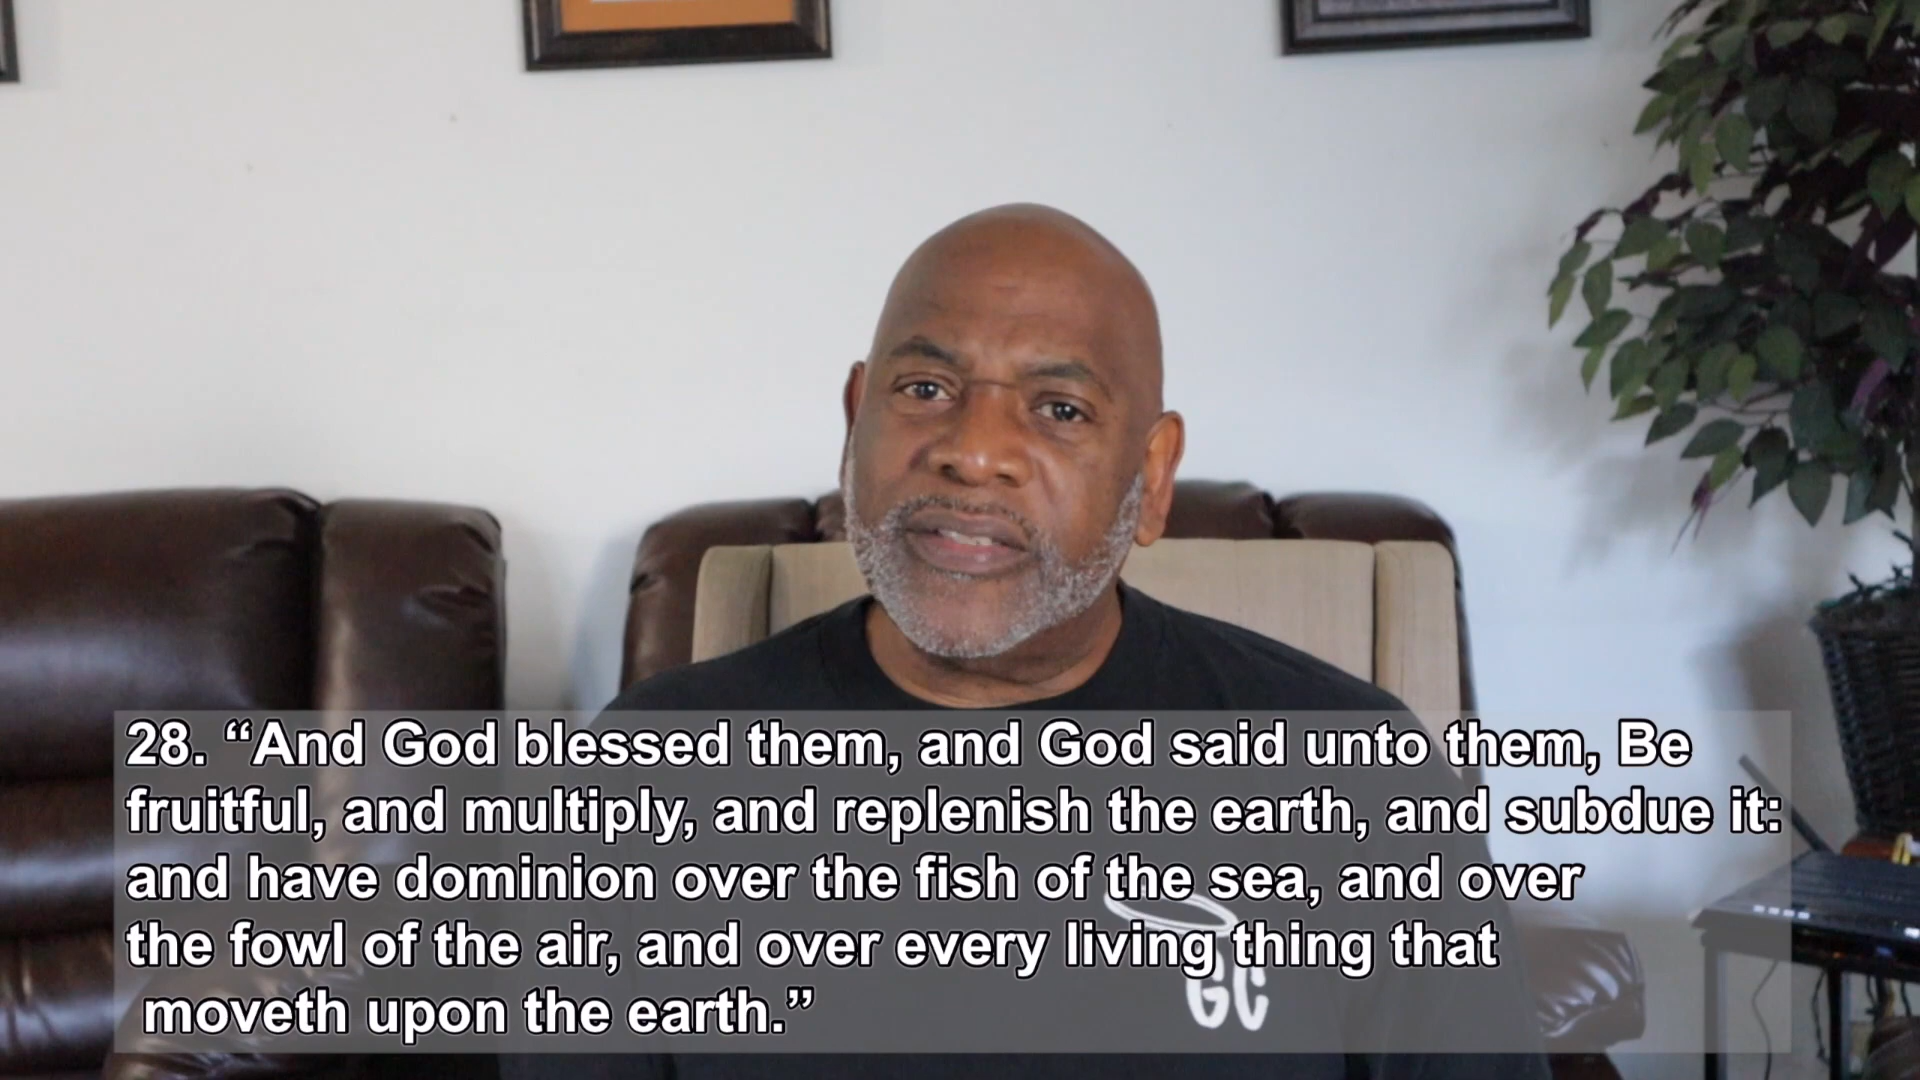 28. “And God blessed them, and God said unto them, Be
fruitful, and multiply, and replenish the earth, and subdue it:
and have dominion over the fish of the sea, and over
the fowl of the air, and over every living thing that
moveth upon the earth.”
GC